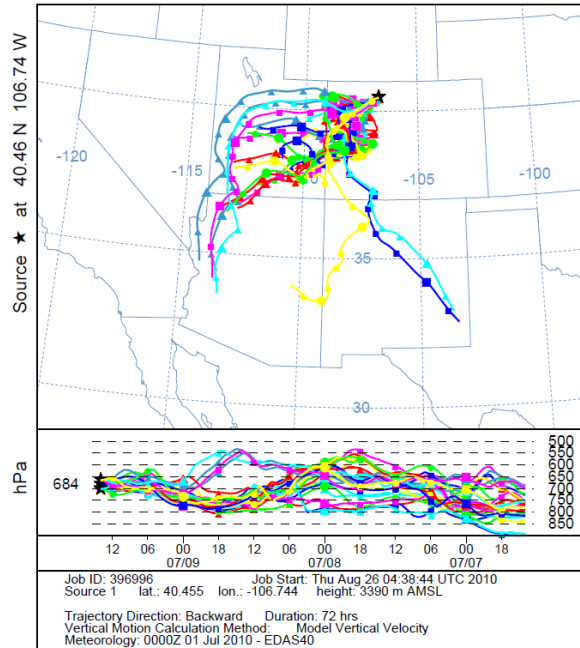 Source ★ at 40.46 N 106.74 W
-120
-115
-105
-100
35
30
hPa
684
500
550
600
650
700
750
800
850
12 06 00 18 12 06 00 18 12 06 00 18
07/09 07/08 07/07
Job ID: 396996 Job Start: Thu Aug 26 04:38:44 UTC 2010
Source 1 lat.: 40.455 lon.: -106.744 height: 3390 m AMSL
Trajectory Direction: Backward Duration: 72 hrs
Vertical Motion Calculation Method: Model Vertical Velocity
Meteorology: 0000Z 01 Jul 2010 - EDAS40